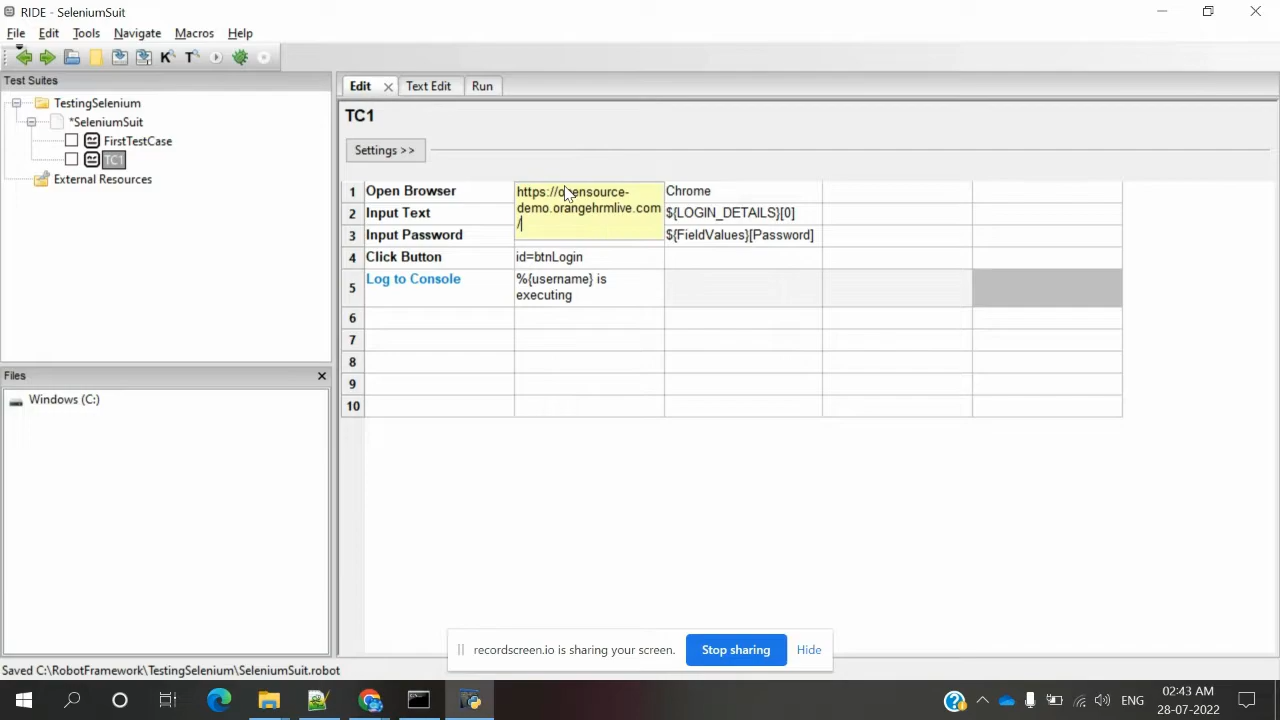 RIDE - SeleniumSuit
File Edit Tools Navigate Macros Help
K T
Test Suites
TestingSelenium
*SeleniumSuit
FirstTestCase
TC1
External Resources
Files
Windows (C:)
Edit Text Edit Run
TC1
Settings >>
1 Open Browser https://opensource- Chrome
demo.orangehrmlive.com
/
2 Input Text ${LOGIN_DETAILS}[0]
3 Input Password ${FieldValues}[Password]
4 Click Button id=btnLogin
5 Log to Console %{username} is
executing
6
7
8
9
10
recordscreen.io is sharing your screen. Stop sharing Hide
Saved C:\RobotFramework\TestingSelenium\SeleniumSuit.robot
ENG
02:43 AM
28-07-2022